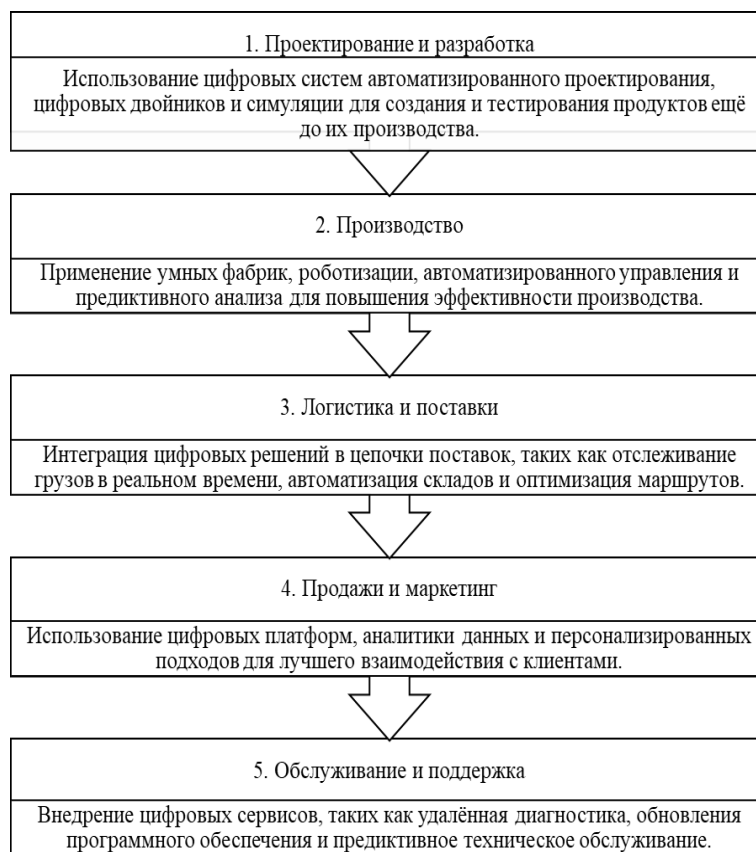 1. Проектирование и разработка
Использование цифровых систем автоматизированного проектирования,
цифровых двойников и симуляции для создания и тестирования продуктов ещё
до их производства.
2. Производство
Применение умных фабрик, роботизации, автоматизированного управления и
предиктивного анализа для повышения эффективности производства.
3. Логистика и поставки
Интеграция цифровых решений в цепочки поставок, таких как отслеживание
грузов в реальном времени, автоматизация складов и оптимизация маршрутов.
4. Продажи и маркетинг
Использование цифровых платформ, аналитики данных и персонализированных
подходов для лучшего взаимодействия с клиентами.
5. Обслуживание и поддержка
Внедрение цифровых сервисов, таких как удалённая диагностика, обновления
программного обеспечения и предиктивное техническое обслуживание.